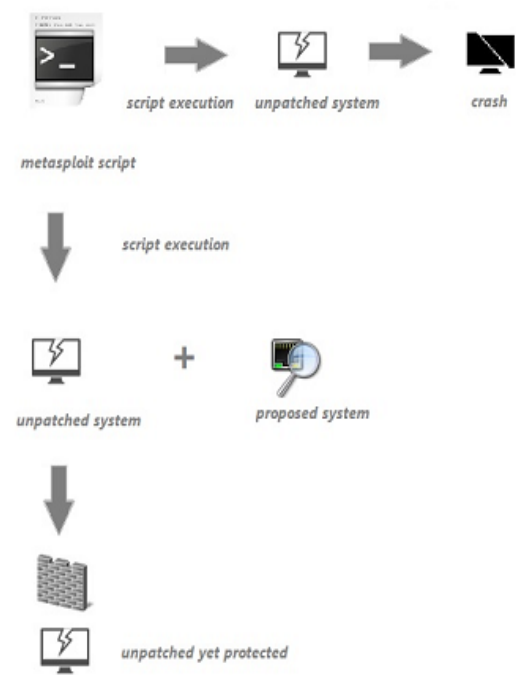 >_
script execution
unpatched system
crash
metasploit script
script execution
+
unpatched system
proposed system
unpatched yet protected